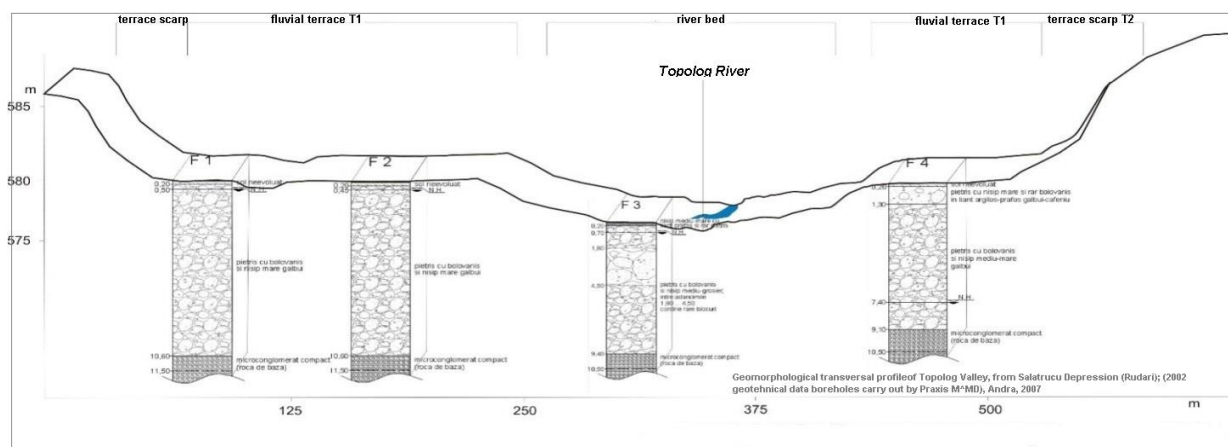 terrace scarp
fluvial terrace T1
river bed
fluvial terrace T1
terrace scarp T2
Topolog River
m
585
580
575
F 1
sol neevoluat
0,20
0,50
N.H.
pietris cu bolovanis
si nisip mare galbui
10,60
11,50
microconglomerat compact
(roca de baza)
F 2
sol neevoluat
0,20
0,45
N.H.
pietris cu bolovanis
si nisip mare galbui
10,60
11,50
microconglomerat compact
(roca de baza)
F 3
nisip mediu-mare cu
0,20
0,70
N.H.
1,80
4,50
pietris cu bolovanis
si nisip mediu-grosier,
intre adancimile
1,80 ... 4,50
contine rare blocuri
9,40
10,50
microconglomerat compact
(roca de baza)
F 4
sol neevoluat
0,20
pietris cu nisip mare si rar bolovanis
in liant argilos-prafos galbui-cafeniu
1,30
pietris cu bolovanis
si nisip mediu-mare
galbui
7,40
N.H.
9,10
10,50
microconglomerat compact
(roca de baza)
Geomorphological transversal profileof Topolog Valley, from Salatrucu Depression (Rudari); (2002
geotehnical data boreholes carry out by Praxis M^MD), Andra, 2007
125
250
375
500
m